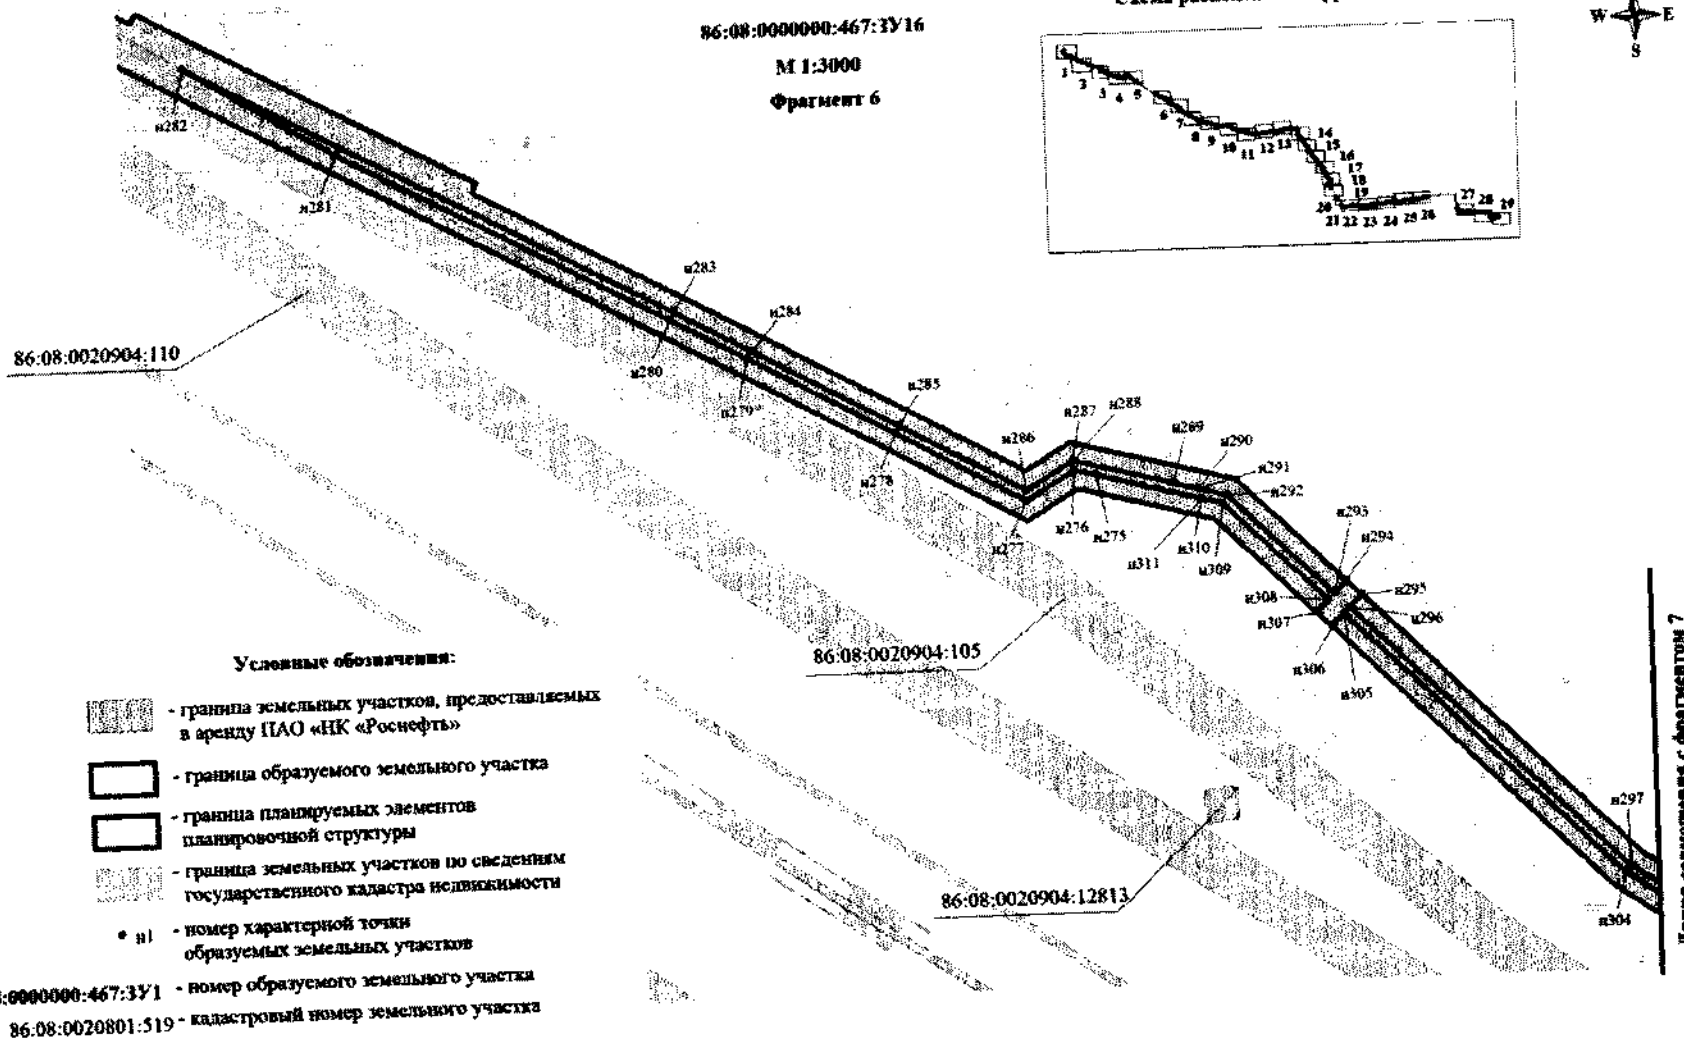 86:08:0000000:467:ЗУ16
М 1:3000
Фрагмент 6
W E
S
1 2 3 4 5 6 7 8 9 10 11 12 13 14 15 16 17 18 19 20 21 22 23 24 25 26 27 28 29
н282
н281
н283
н284
н280
н279
86:08:0020904:110
н285
н278
н286
н287
н288
н289
н290
н291
н292
н293
н294
н295
н296
н277
н276
н275
н311
н310
н309
н308
н307
н306
н305
86:08:0020904:105
н297
н304
86:08:0020904:12813
Условные обозначения:
- граница земельных участков, предоставляемых
в аренду ПАО «НК «Роснефть»
- граница образуемого земельного участка
- граница планируемых элементов
планировочной структуры
- граница земельных участков по сведениям
государственного кадастра недвижимости
• н1 - номер характерной точки
образуемых земельных участков
:0000000:467:ЗУ1 - номер образуемого земельного участка
86:08:0020801:519 - кадастровый номер земельного участка
с фрагментом 7